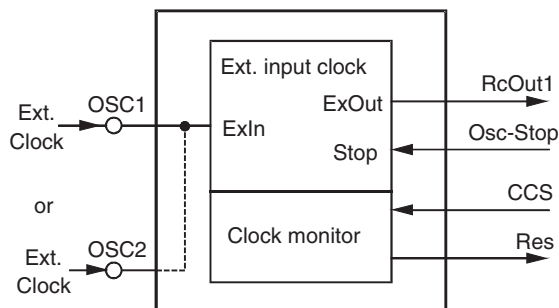 Ext. input clock
RcOut1
Ext.
Clock
OSC1
ExOut
ExIn
Osc-Stop
Stop
or
CCS
Clock monitor
Res
Ext.
Clock
OSC2